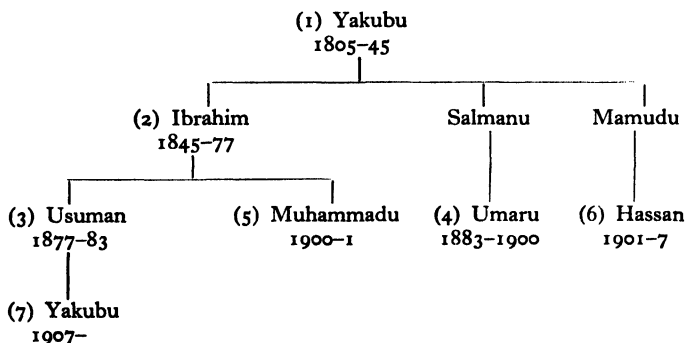 (1) Yakubu
1805–45
(2) Ibrahim
1845–77
Salmanu
Mamudu
(3) Usuman
1877–83
(5) Muhammadu
1900–1
(4) Umaru
1883–1900
(6) Hassan
1901–7
(7) Yakubu
1907–